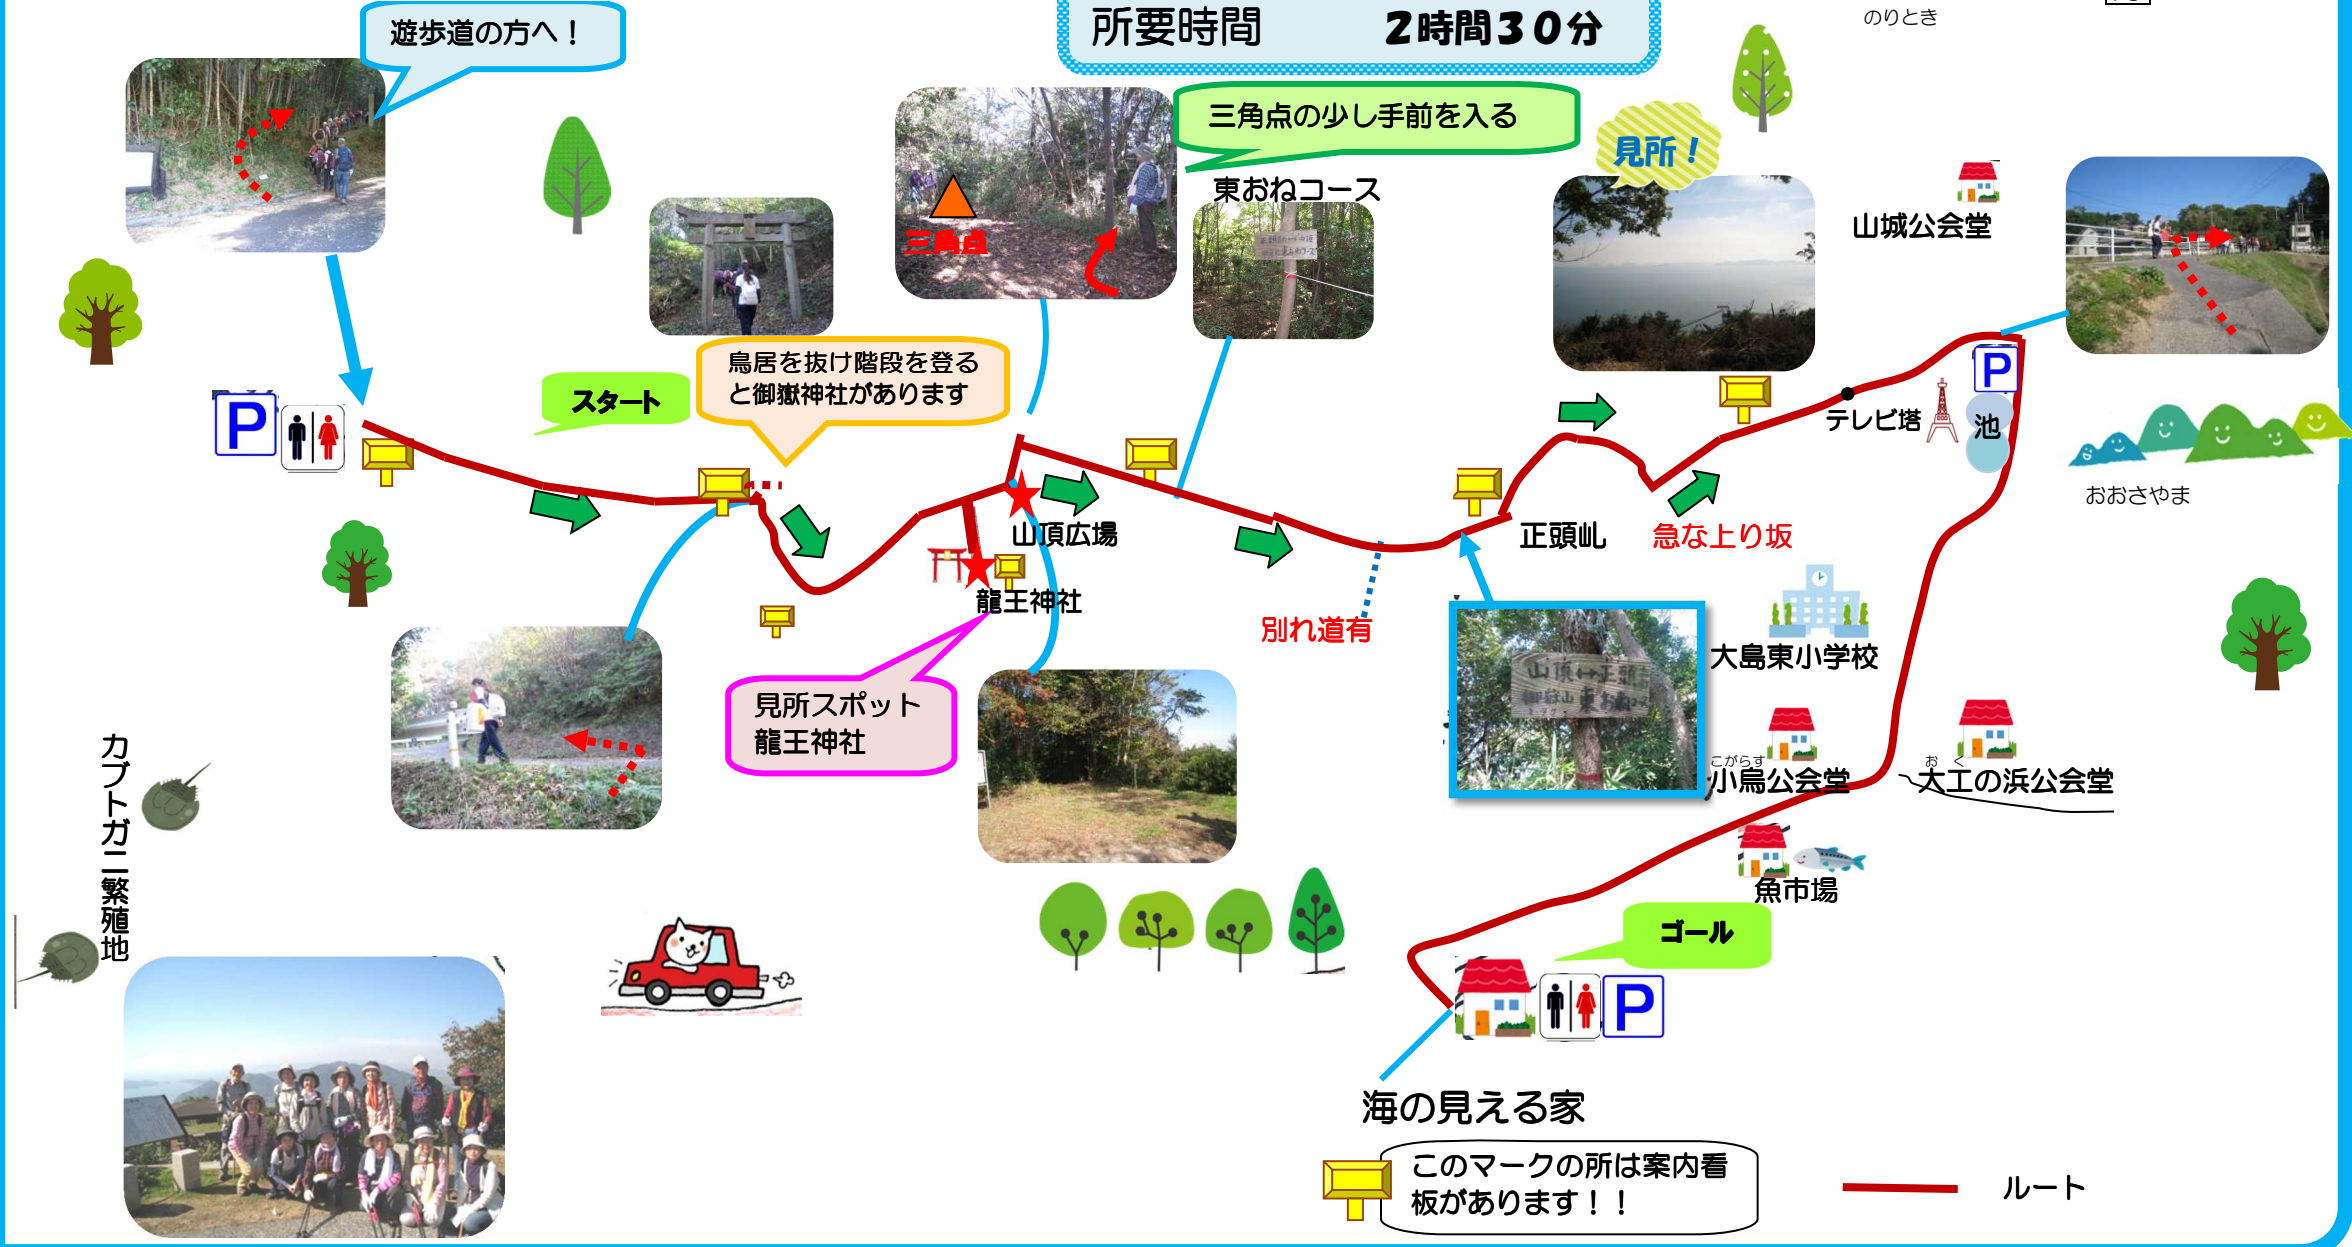 所要時間 2時間30分
のりとき
遊歩道の方へ!
三角点の少し手前を入る
見所!
東おねコース
山城公会堂
三角点
鳥居を抜け階段を登る
と御嶽神社があります
スタート
P
P
テレビ塔
池
おおさやま
山頂広場
正頭乢
急な上り坂
龍王神社
別れ道有
大島東小学校
山頂↔正頭
見所スポット
龍王神社
こがらす
小烏公会堂
おく
大工の浜公会堂
カブトガニ繁殖地
魚市場
ゴール
P
海の見える家
このマークの所は案内看
板があります!!
ルート